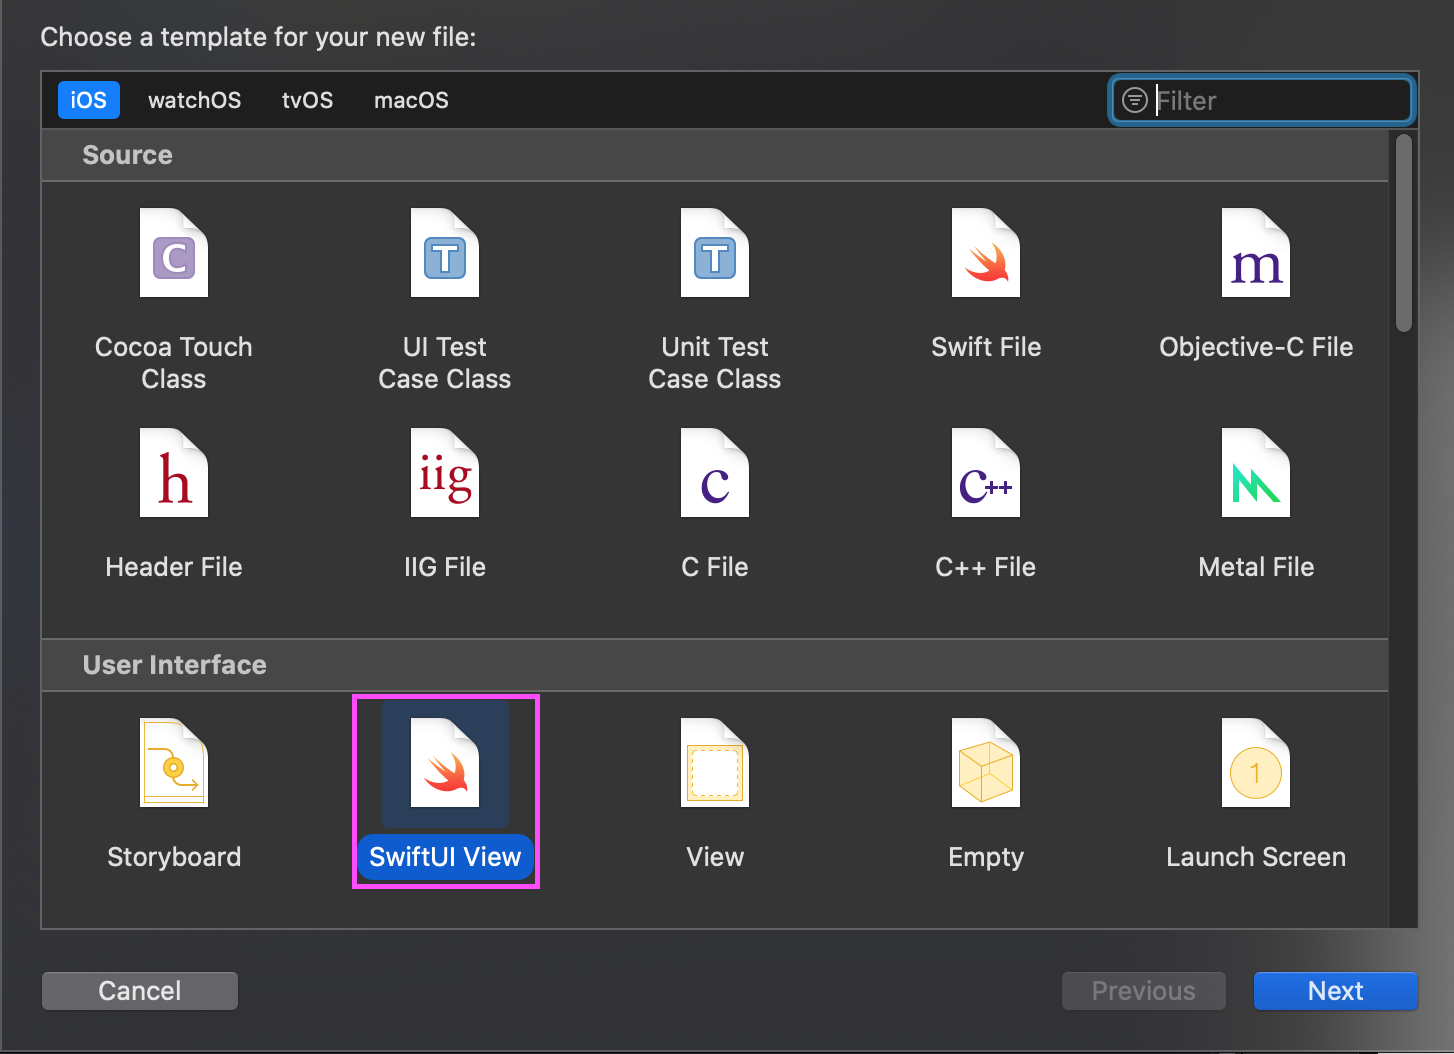 Choose a template for your new file:
iOS watchOS tvOS macOS Filter
Source
C T T m
Cocoa Touch
Class
UI Test
Case Class
Unit Test
Case Class
Swift File
Objective-C File
h iig c C++
Header File
IIG File
C File
C++ File
Metal File
User Interface
1
Storyboard
SwiftUI View
View
Empty
Launch Screen
Cancel Previous Next